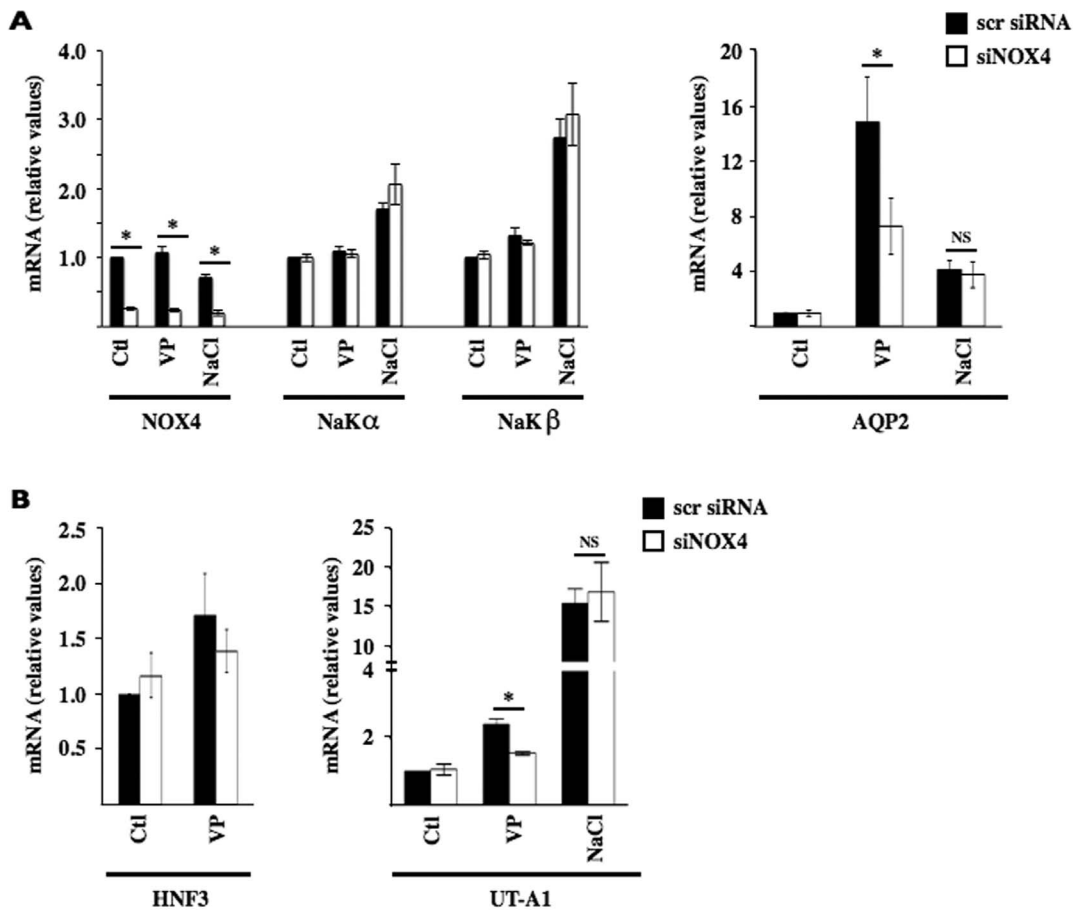 A
scr siRNA
siNOX4
mRNA (relative values)
4.0
3.0
2.0
1.0
* * *
Ctl VP NaCl
NOX4
Ctl VP NaCl
NaKα
Ctl VP NaCl
NaK β
mRNA (relative values)
20
16
12
8
4
*
NS
Ctl VP NaCl
AQP2
B
scr siRNA
siNOX4
mRNA (relative values)
2.5
2.0
1.5
1.0
0.5
Ctl VP
HNF3
mRNA (relative values)
25
20
15
10
4
2
*
NS
Ctl VP NaCl
UT-A1